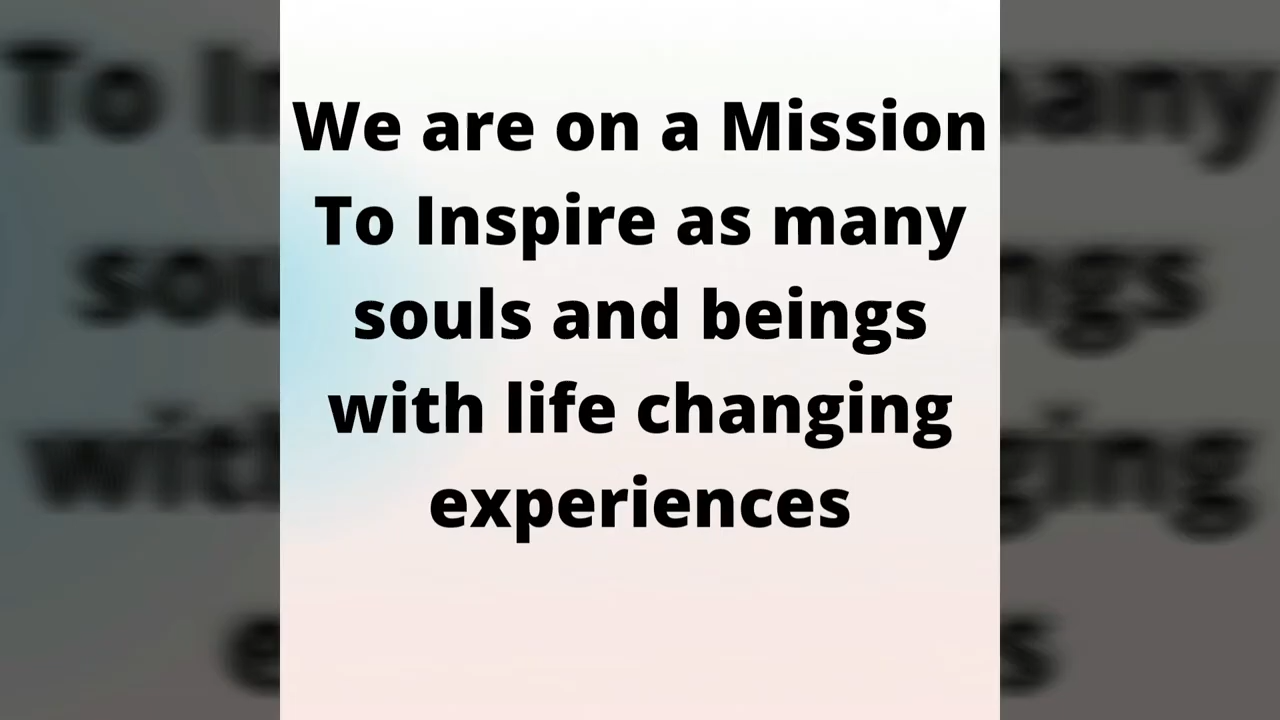 We are on a Mission
To Inspire as many
souls and beings
with life changing
experiences